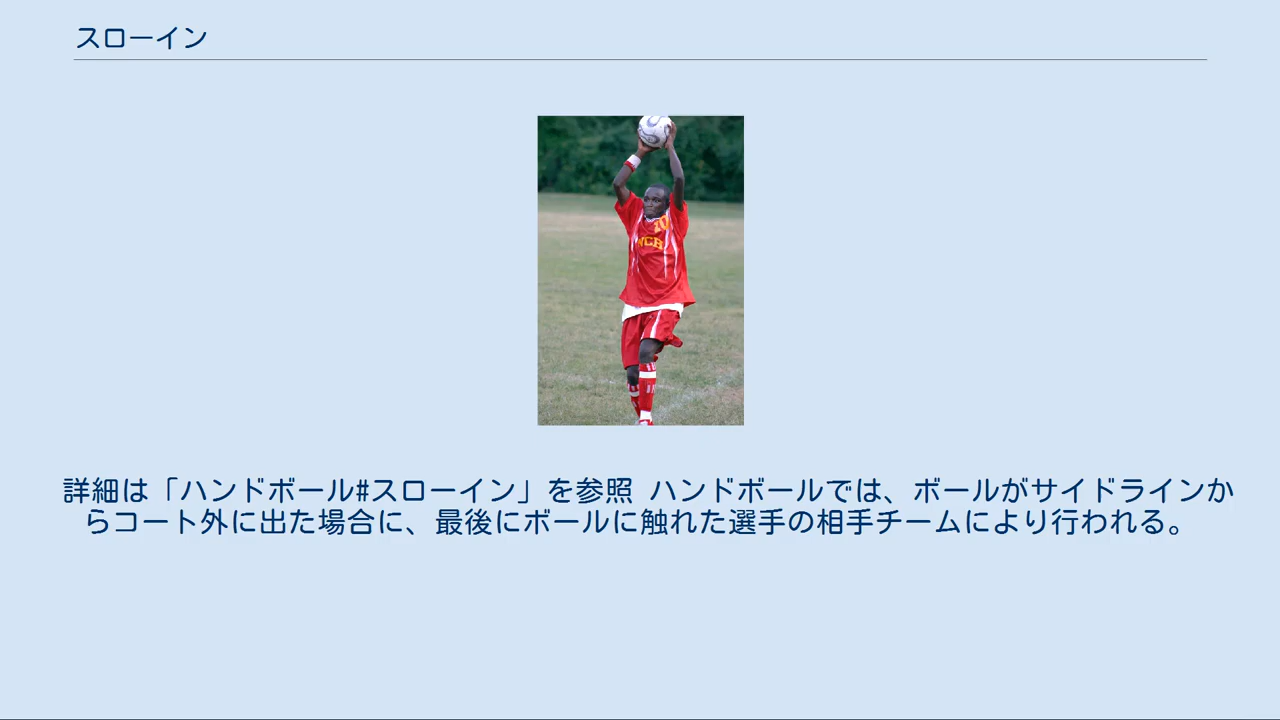 スローイン
10
NCB
詳細は「ハンドボール#スローイン」を参照 ハンドボールでは、ボールがサイドラインか
らコート外に出た場合に、最後にボールに触れた選手の相手チームにより行われる。